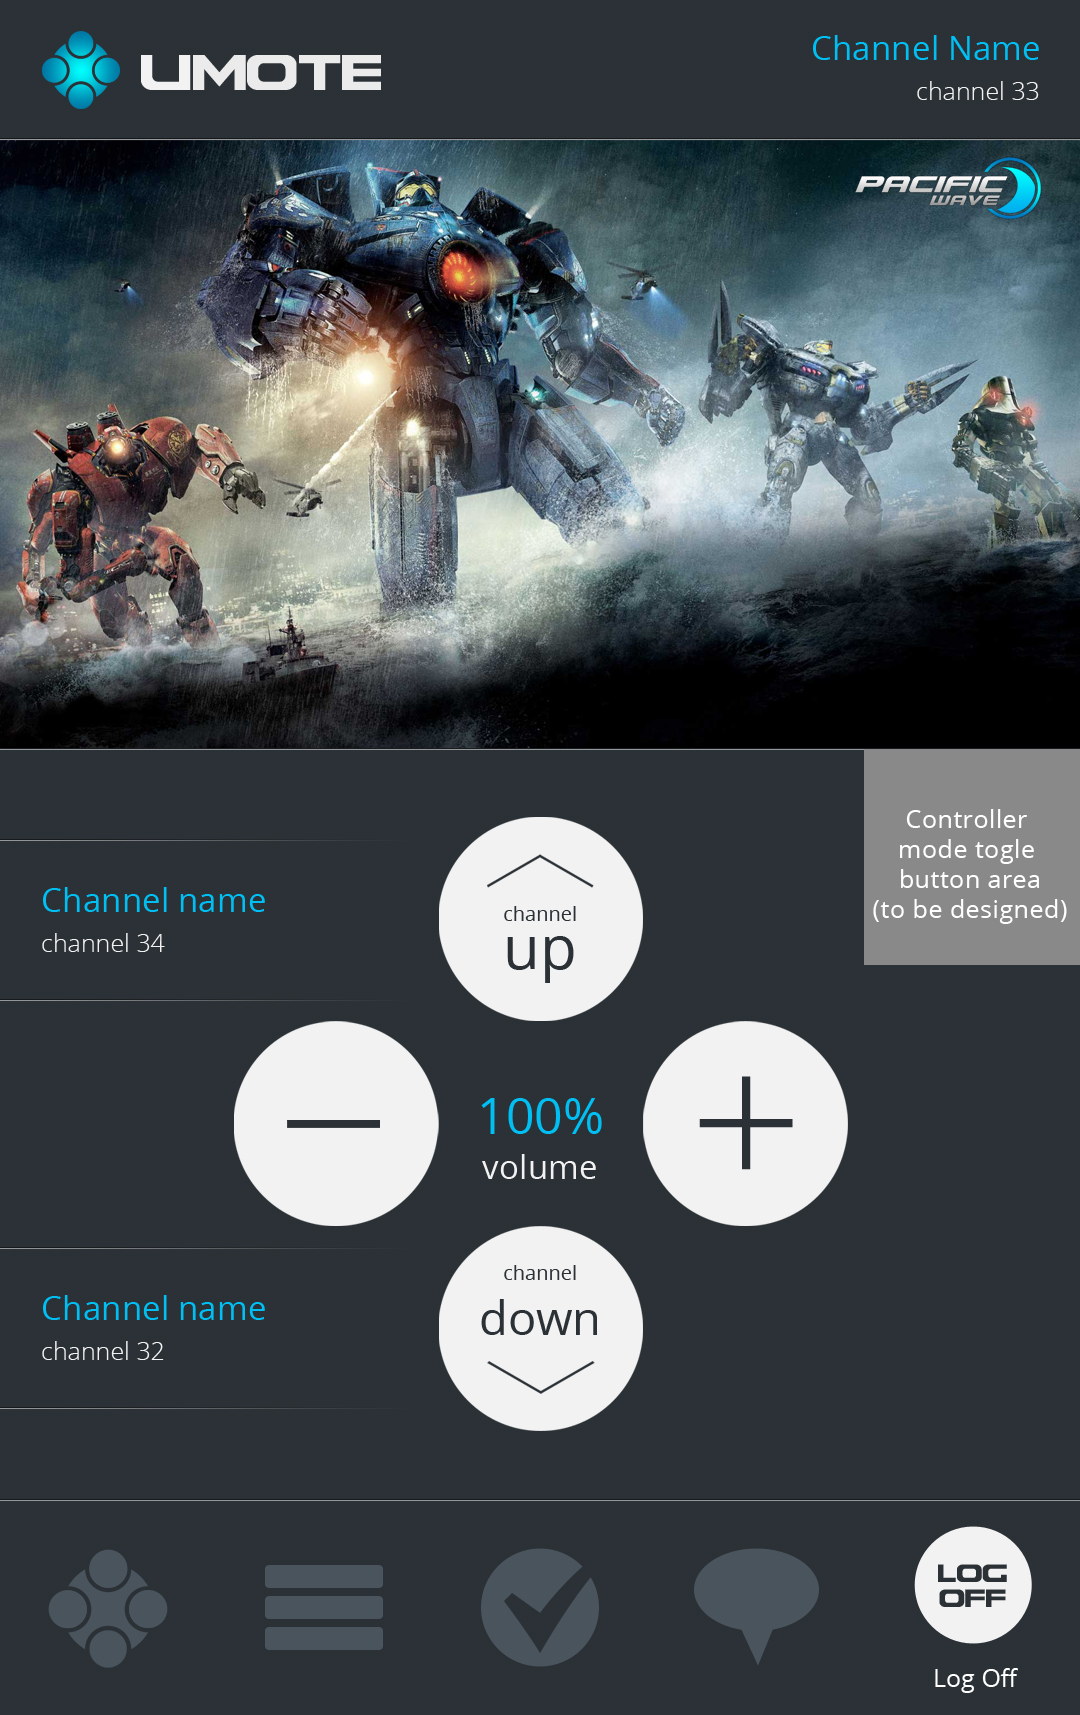 UMOTE
Channel Name
channel 33
PACIFIC
WAVE
Controller
mode togle
button area
(to be designed)
Channel name
channel 34
channel
up
100%
volume
Channel name
channel 32
channel
down
LOG
OFF
Log Off